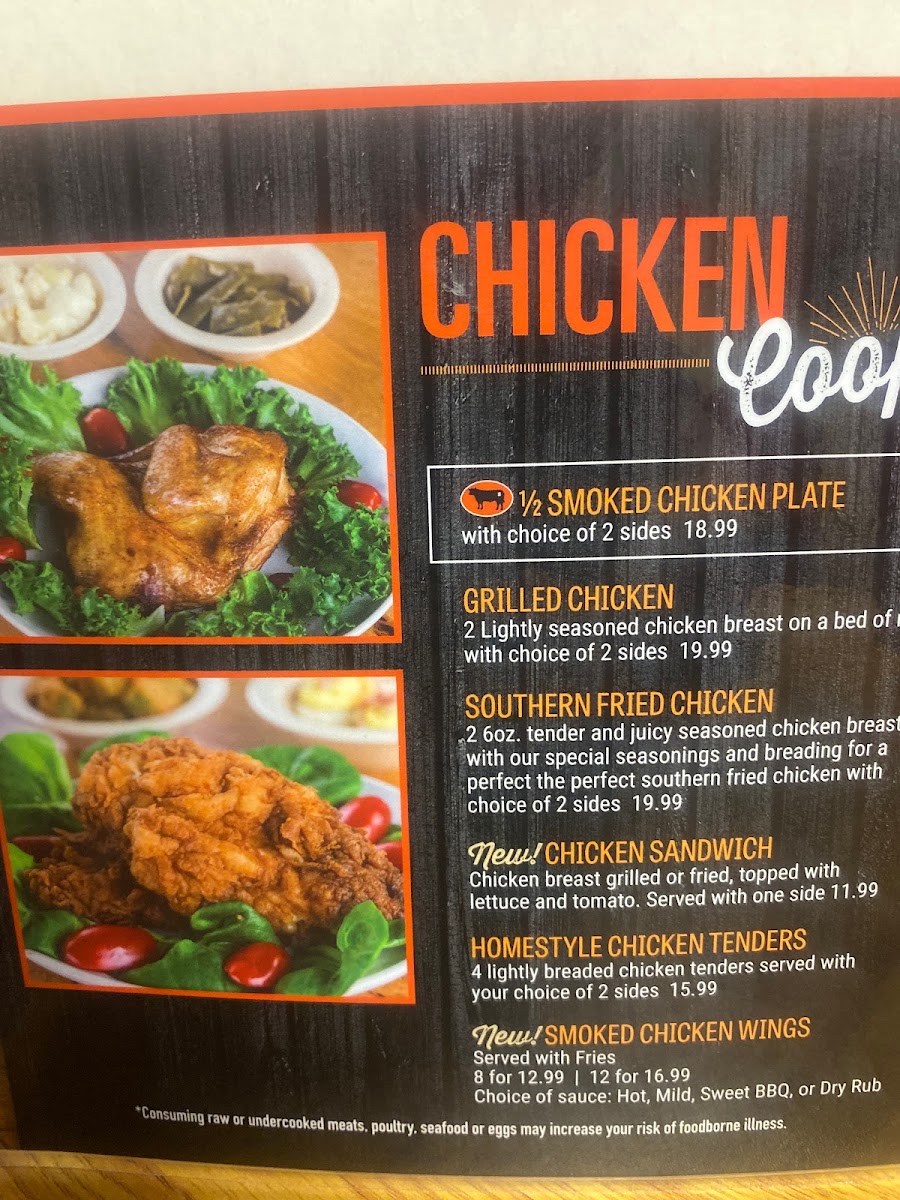 CHICKEN
Coop
½ SMOKED CHICKEN PLATE
with choice of 2 sides 18.99
GRILLED CHICKEN
2 Lightly seasoned chicken breast on a bed of
with choice of 2 sides 19.99
SOUTHERN FRIED CHICKEN
2 6oz. tender and juicy seasoned chicken breast
with our special seasonings and breading for a
perfect the perfect southern fried chicken with
choice of 2 sides 19.99
New! CHICKEN SANDWICH
Chicken breast grilled or fried, topped with
lettuce and tomato. Served with one side 11.99
HOMESTYLE CHICKEN TENDERS
4 lightly breaded chicken tenders served with
your choice of 2 sides 15.99
New! SMOKED CHICKEN WINGS
Served with Fries
8 for 12.99 | 12 for 16.99
Choice of sauce: Hot, Mild, Sweet BBQ, or Dry Rub
*Consuming raw or undercooked meats, poultry, seafood or eggs may increase your risk of foodborne illness.